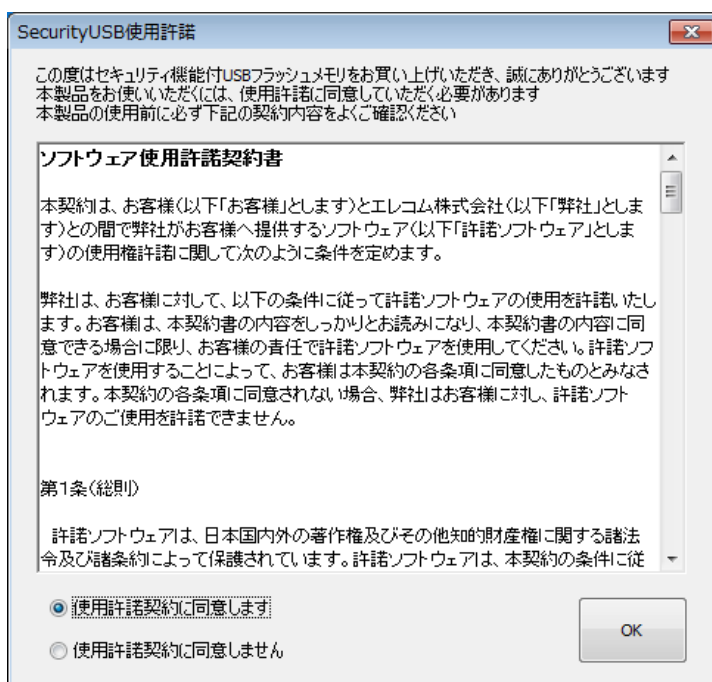 SecurityUSB使用許諾
この度はセキュリティ機能付USBフラッシュメモリをお買い上げいただき、誠にありがとうございます
本製品をお使いいただくには、使用許諾に同意していただく必要があります
本製品の使用前に必ず下記の契約内容をよくご確認ください
ソフトウェア使用許諾契約書
本契約は、お客様(以下「お客様」とします)とエレコム株式会社(以下「弊社」としま
す)との間で弊社がお客様へ提供するソフトウェア(以下「許諾ソフトウェア」としま
す)の使用権許諾に関して次のように条件を定めます。
弊社は、お客様に対して、以下の条件に従って許諾ソフトウェアの使用を許諾いたし
ます。お客様は、本契約書の内容をしっかりとお読みになり、本契約書の内容に同
意できる場合に限り、お客様の責任で許諾ソフトウェアを使用してください。許諾ソフ
トウェアを使用することによって、お客様は本契約の各条項に同意したものとみなさ
れます。本契約の各条項に同意されない場合、弊社はお客様に対し、許諾ソフト
ウェアのご使用を許諾できません。
第1条(総則)
許諾ソフトウェアは、日本国内外の著作権及びその他知的財産権に関する諸法
令及び諸条約によって保護されています。許諾ソフトウェアは、本契約の条件に従
使用許諾契約に同意します
使用許諾契約に同意しません
OK